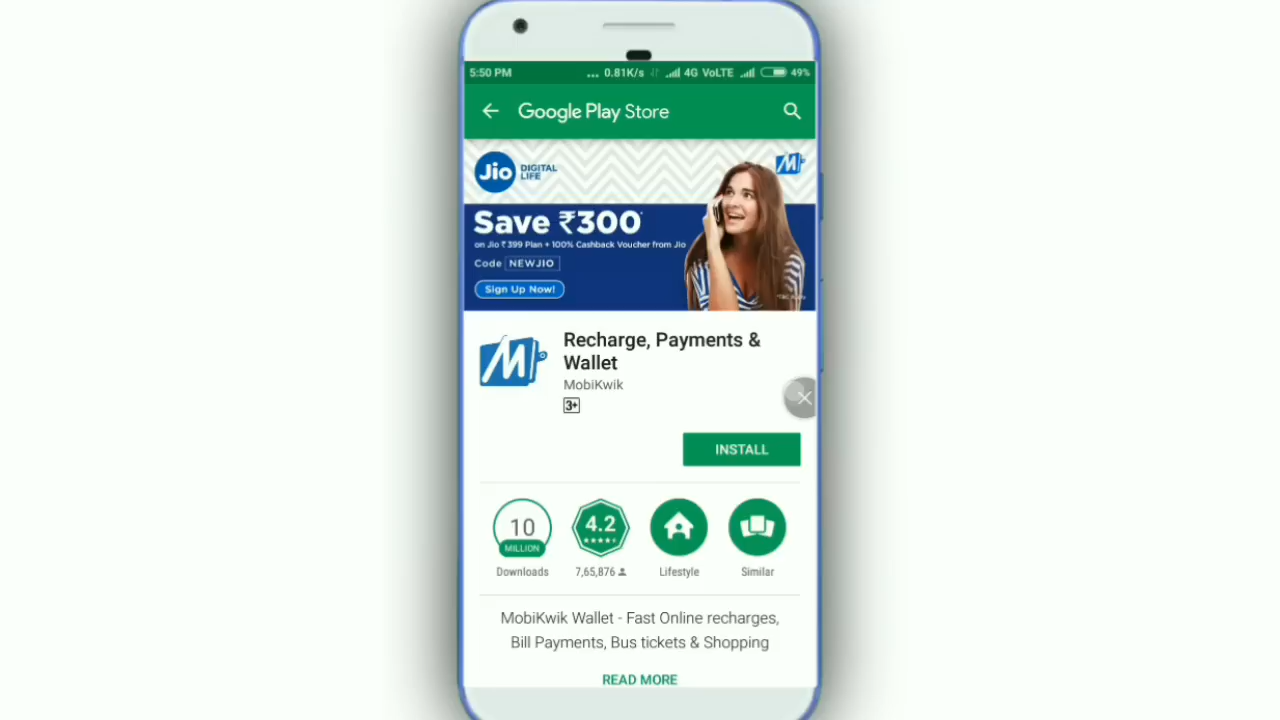 5:50 PM ... 0.81K/s 4G VoLTE 49%
Google Play Store
Jio DIGITAL LIFE
M
Save ₹300*
on Jio ₹ 399 Plan + 100% Cashback Voucher from Jio
Code NEWJIO
Sign Up Now!
M
Recharge, Payments &
Wallet
MobiKwik
3+
INSTALL
10
MILLION
4.2
Downloads
7,65,876
Lifestyle
Similar
MobiKwik Wallet - Fast Online recharges,
Bill Payments, Bus tickets & Shopping
READ MORE